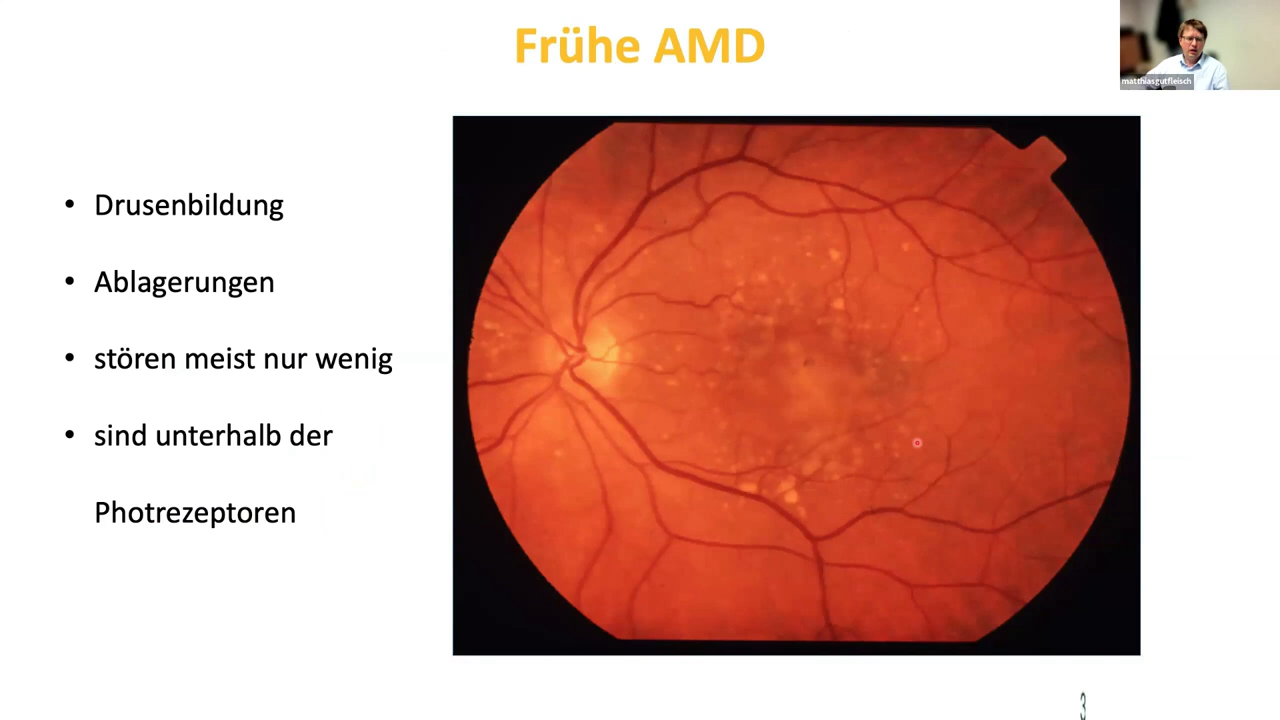 Frühe AMD
matthiasgutfleisch
• Drusenbildung
• Ablagerungen
• stören meist nur wenig
• sind unterhalb der
Photrezeptoren
3